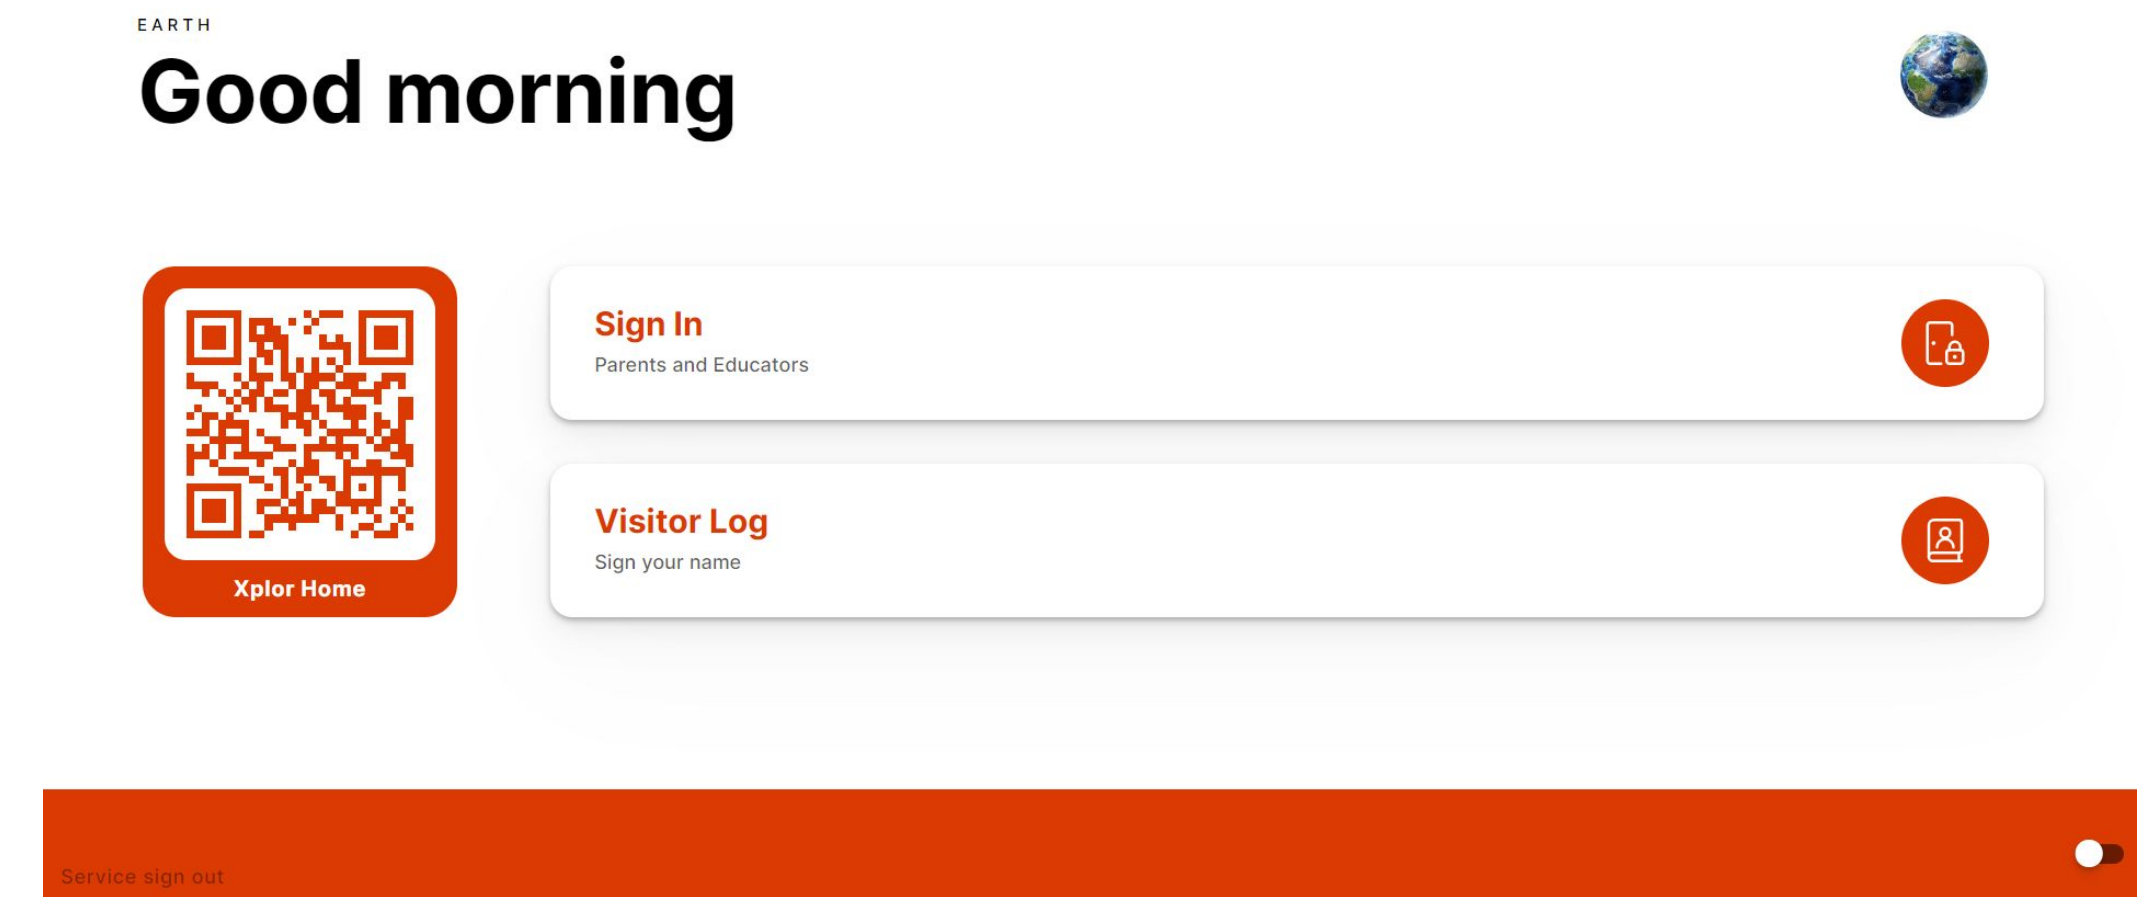 EARTH
Good morning
Sign In
Parents and Educators
Visitor Log
Sign your name
Xplor Home
Service sign out